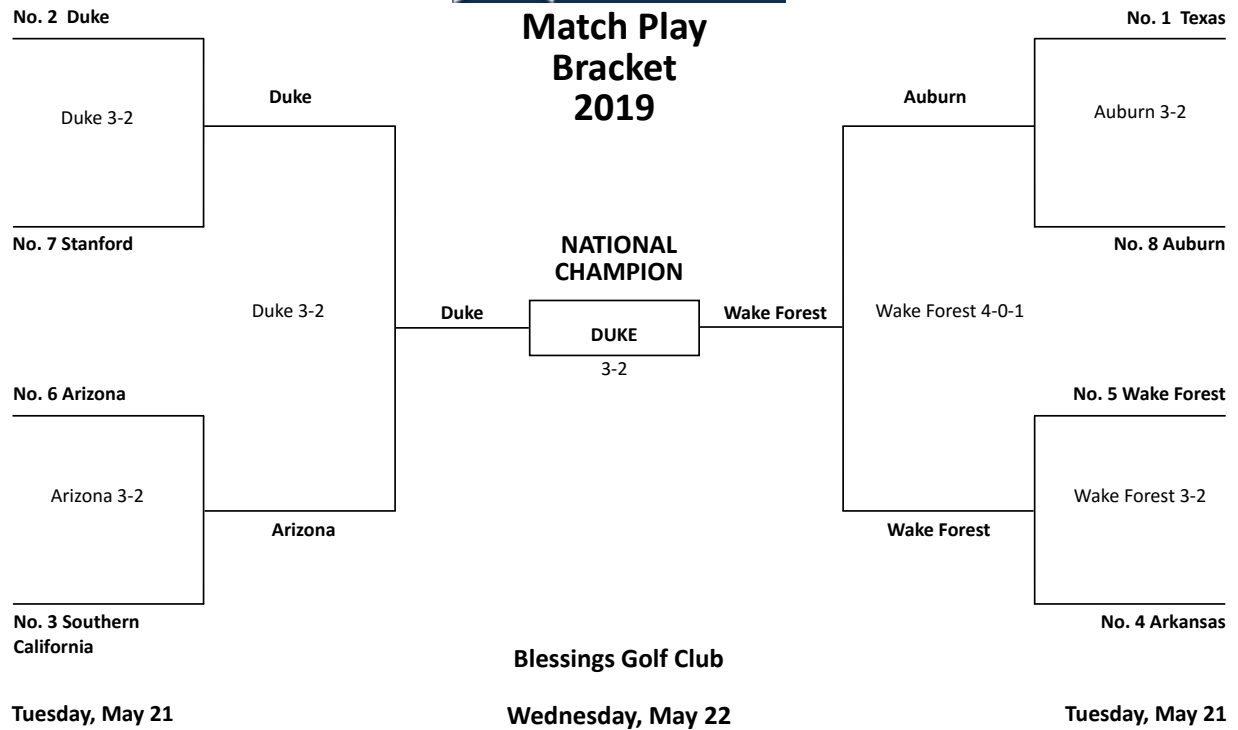 Match Play
Bracket
2019
No. 2  Duke
Duke 3-2
No. 7 Stanford
Duke
Duke 3-2
No. 6 Arizona
Arizona 3-2
No. 3 Southern
California
Arizona
Duke
NATIONAL
CHAMPION
DUKE
3-2
Wake Forest
No. 1  Texas
Auburn 3-2
No. 8 Auburn
Auburn
Wake Forest 4-0-1
No. 5 Wake Forest
Wake Forest 3-2
No. 4 Arkansas
Wake Forest
Blessings Golf Club
Tuesday, May 21
Wednesday, May 22
Tuesday, May 21